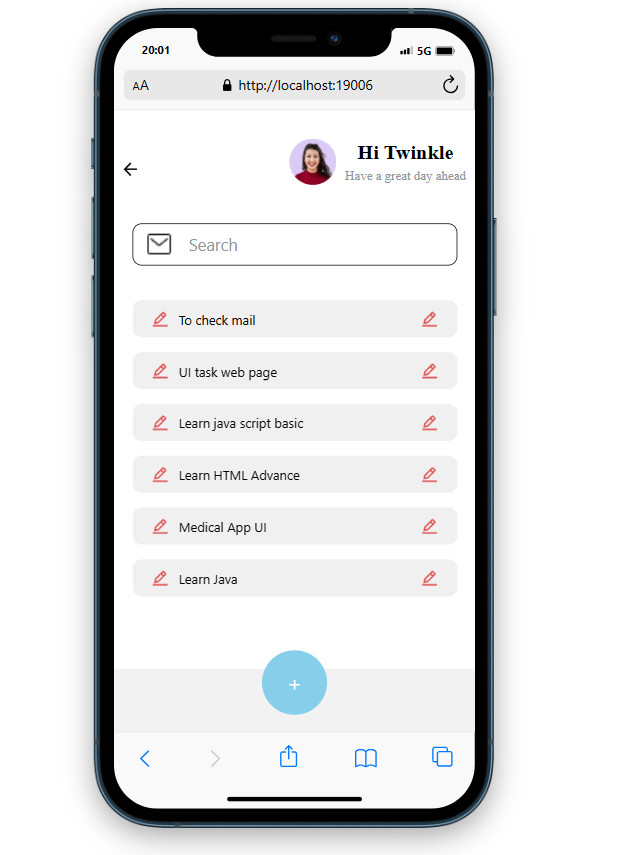 20:01
5G
AA
http://localhost:19006
Hi Twinkle
Have a great day ahead
Search
To check mail
UI task web page
Learn java script basic
Learn HTML Advance
Medical App UI
Learn Java
+